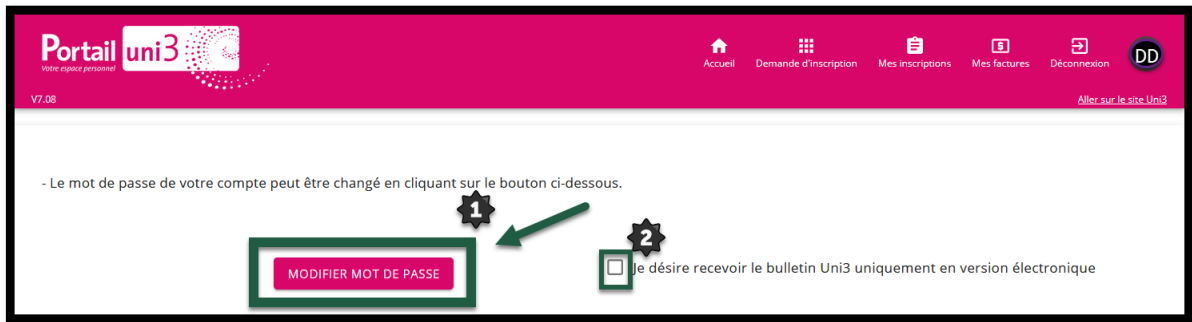 Portail uni3
Votre espace personnel
V7.08
Accueil
Demande d'inscription
Mes inscriptions
Mes factures
Déconnexion
DD
Aller sur le site Uni3
- Le mot de passe de votre compte peut être changé en cliquant sur le bouton ci-dessous.
1
2
MODIFIER MOT DE PASSE
Je désire recevoir le bulletin Uni3 uniquement en version électronique